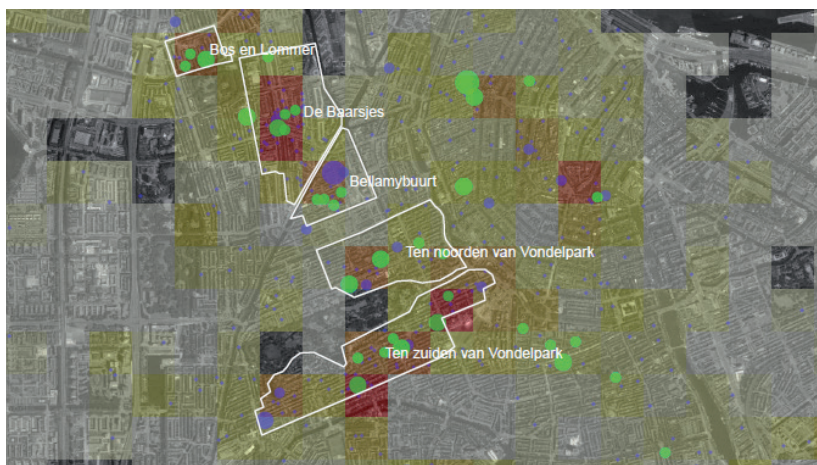 Bos en Lommer
De Baarsjes
Bellamybuurt
Ten noorden van Vondelpark
Ten zuiden van Vondelpark